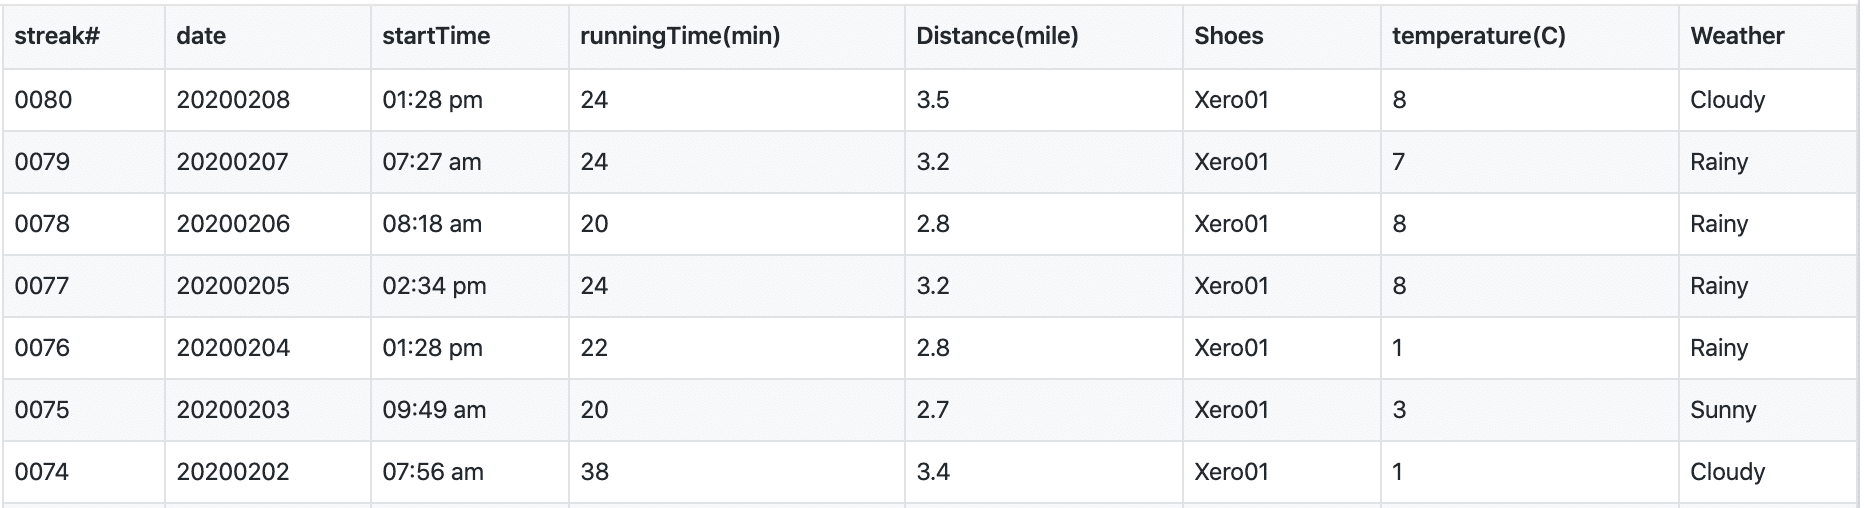 streak# date startTime runningTime(min) Distance(mile) Shoes temperature(C) Weather
0080 20200208 01:28 pm 24 3.5 Xero01 8 Cloudy
0079 20200207 07:27 am 24 3.2 Xero01 7 Rainy
0078 20200206 08:18 am 20 2.8 Xero01 8 Rainy
0077 20200205 02:34 pm 24 3.2 Xero01 8 Rainy
0076 20200204 01:28 pm 22 2.8 Xero01 1 Rainy
0075 20200203 09:49 am 20 2.7 Xero01 3 Sunny
0074 20200202 07:56 am 38 3.4 Xero01 1 Cloudy